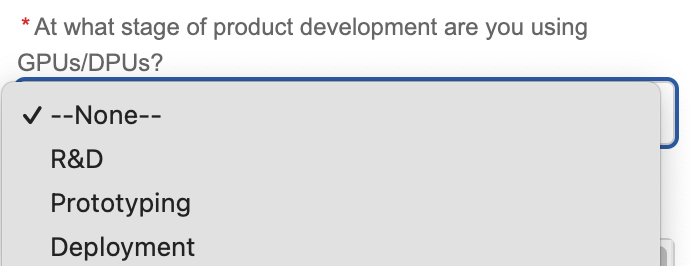 * At what stage of product development are you using
GPUs/DPUs?
✓ --None--
R&D
Prototyping
Deployment